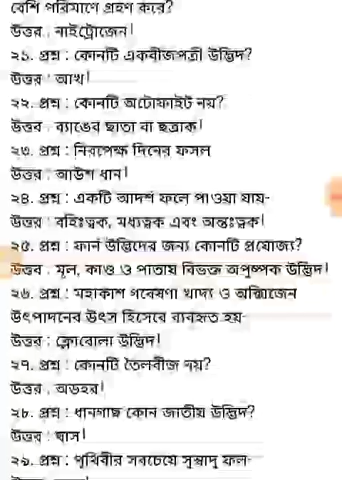 বেশি পরিমাণে গ্রহণ করে?
উত্তর : নাইট্রোজেন।
২১. প্রশ্ন : কোনটি একবীজপত্রী উদ্ভিদ?
উত্তর : আখ।
২২. প্রশ্ন : কোনটি অটোফাইট নয়?
উত্তর : ব্যাঙের ছাতা বা ছত্রাক।
২৩. প্রশ্ন : নিরপেক্ষ দিনের ফসল
উত্তর : আউশ ধান।
২৪. প্রশ্ন : একটি আদর্শ ফলে পাওয়া যায়-
উত্তর : বহিঃত্বক, মধ্যত্বক এবং অন্তঃত্বক।
২৫. প্রশ্ন : ফার্ন উদ্ভিদের জন্য কোনটি প্রযোজ্য?
উত্তর : মূল, কাণ্ড ও পাতায় বিভক্ত অপুষ্পক উদ্ভিদ।
২৬. প্রশ্ন : মহাকাশ গবেষণা খাদ্য ও অক্সিজেন
উৎপাদনের উৎস হিসেবে ব্যবহৃত হয়-
উত্তর : ক্লোরোলা উদ্ভিদ।
২৭. প্রশ্ন : কোনটি তৈলবীজ নয়?
উত্তর : অড়হর।
২৮. প্রশ্ন : ধানগাছ কোন জাতীয় উদ্ভিদ?
উত্তর : ঘাস।
২৯. প্রশ্ন : পৃথিবীর সবচেয়ে সুস্বাদু ফল-